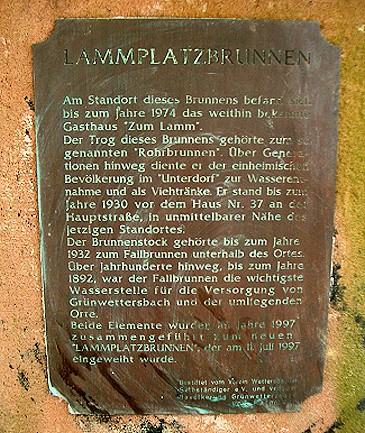 LAMMPLATZBRUNNEN
Am Standort dieses Brunnens befand sich
bis zum Jahre 1974 das weithin bekannte
Gasthaus "Zum Lamm".
Der Trog dieses Brunnens gehörte zum so
genannten "Rohrbrunnen". Über Genera-
tionen hinweg diente er der einheimischen
Bevölkerung im "Unterdorf" zur Wasserent-
nahme und als Viehtränke. Er stand bis zum
Jahre 1930 vor dem Haus Nr. 37 an der
Hauptstraße, in unmittelbarer Nähe des
jetzigen Standortes.
Der Brunnenstock gehörte bis zum Jahre
1932 zum Fallbrunnen unterhalb des Ortes.
Über Jahrhunderte hinweg, bis zum Jahre
1892, war der Fallbrunnen die wichtigste
Wasserstelle für die Versorgung von
Grünwettersbach und der umliegenden
Orte.
Beide Elemente wurden im Jahre 1997
zusammengeführt zum neuen
"LAMMPLATZBRUNNEN", der am 11. Juli 1997
eingeweiht wurde.
Gestiftet vom Verein
Selbständiger e.V. und
Bevölkerung